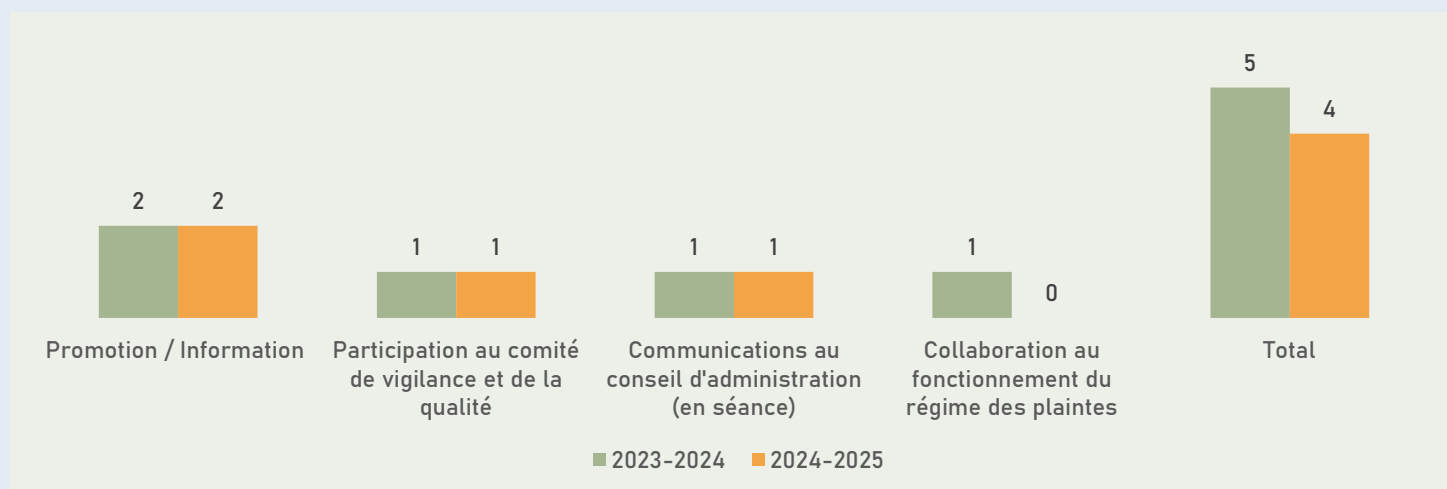 5
4
2 2
1 1
1 1
1
0
Promotion / Information
Participation au comité
de vigilance et de la
qualité
Communications au
conseil d'administration
(en séance)
Collaboration au
fonctionnement du
régime des plaintes
Total
2023-2024 2024-2025